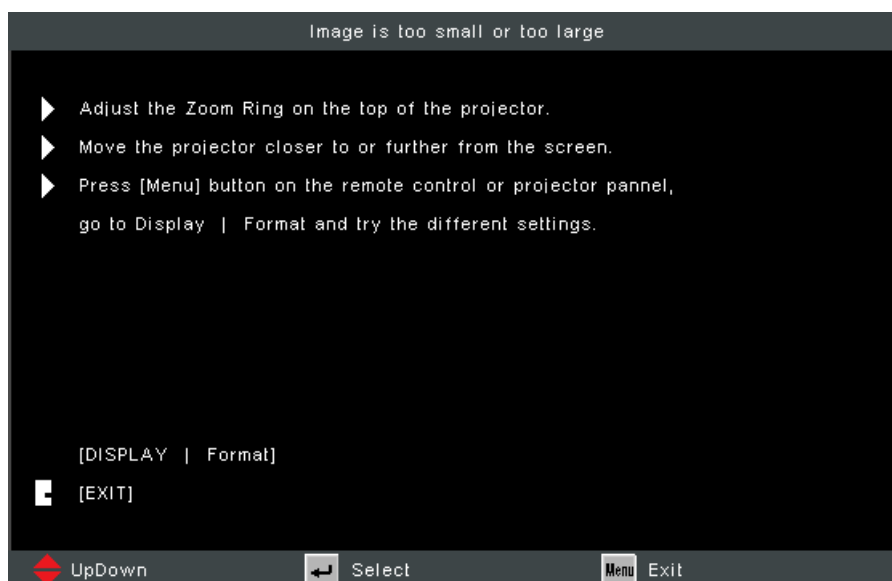 Image is too small or too large
Adjust the Zoom Ring on the top of the projector.
Move the projector closer to or further from the screen.
Press [Menu] button on the remote control or projector pannel,
go to Display | Format and try the different settings.
[DISPLAY | Format]
[EXIT]
UpDown Select Menu Exit